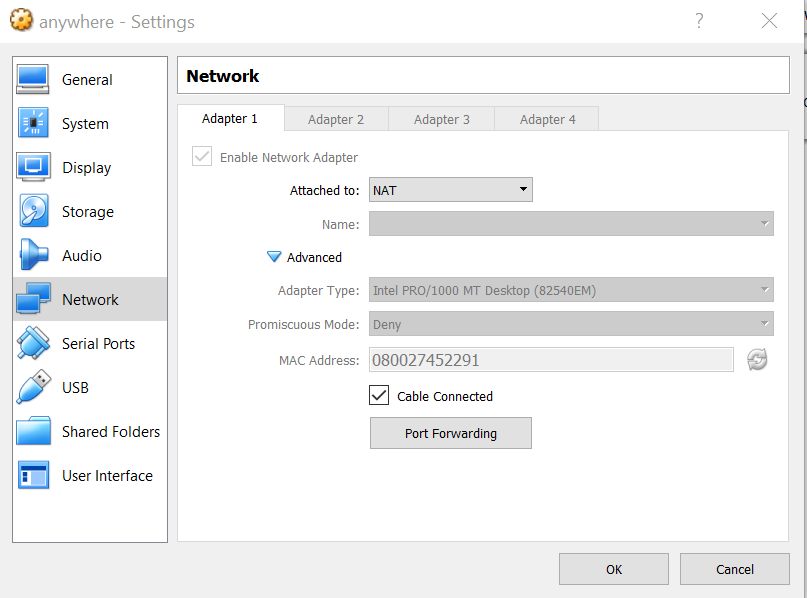 anywhere - Settings
?
General
System
Display
Storage
Audio
Network
Serial Ports
USB
Shared Folders
User Interface
Network
Adapter 1 Adapter 2 Adapter 3 Adapter 4
Enable Network Adapter
Attached to: NAT
Name:
Advanced
Adapter Type: Intel PRO/1000 MT Desktop (82540EM)
Promiscuous Mode: Deny
MAC Address: 080027452291
Cable Connected
Port Forwarding
OK Cancel